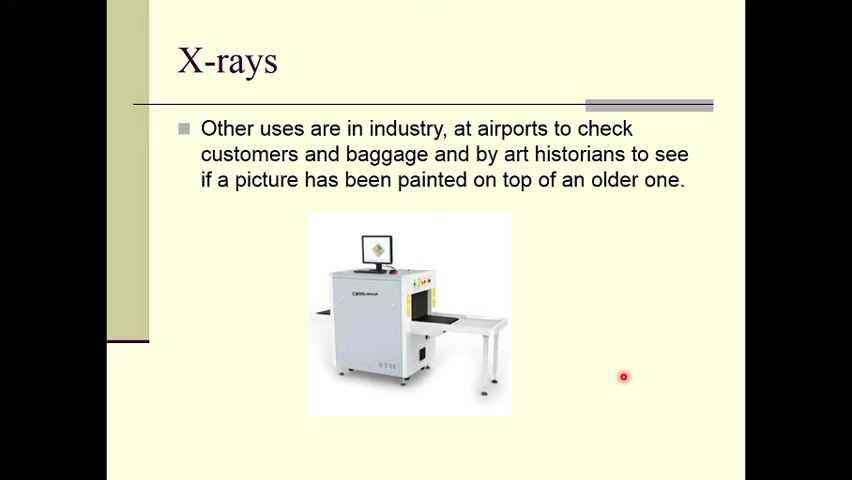 X-rays
Other uses are in industry, at airports to check
customers and baggage and by art historians to see
if a picture has been painted on top of an older one.